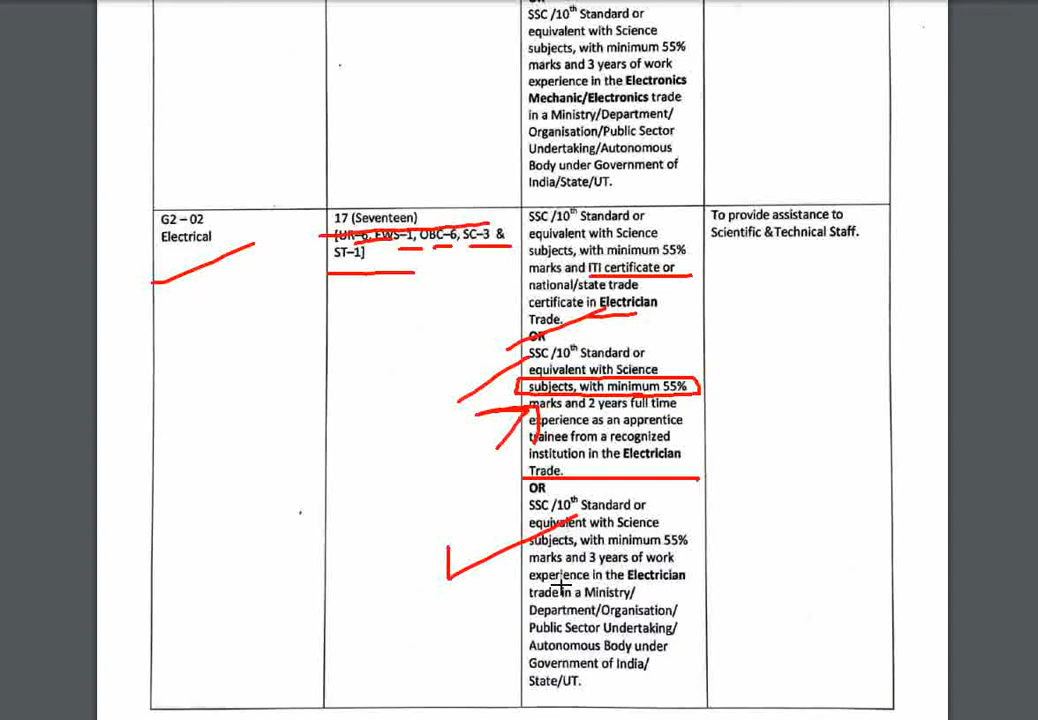 SSC /10th Standard or
equivalent with Science
subjects, with minimum 55%
marks and 3 years of work
experience in the Electronics
Mechanic/Electronics trade
in a Ministry/Department/
Organisation/Public Sector
Undertaking/Autonomous
Body under Government of
India/State/UT.
G2 – 02
Electrical
17 (Seventeen)
[UR–6, EWS–1, OBC–6, SC–3 &
ST–1]
SSC /10th Standard or
equivalent with Science
subjects, with minimum 55%
marks and ITI certificate or
national/state trade
certificate in Electrician
Trade.
OR
SSC /10th Standard or
equivalent with Science
subjects, with minimum 55%
marks and 2 years full time
experience as an apprentice
trainee from a recognized
institution in the Electrician
Trade.
OR
SSC /10th Standard or
equivalent with Science
subjects, with minimum 55%
marks and 3 years of work
experience in the Electrician
trade in a Ministry/
Department/Organisation/
Public Sector Undertaking/
Autonomous Body under
Government of India/
State/UT.
To provide assistance to
Scientific &Technical Staff.